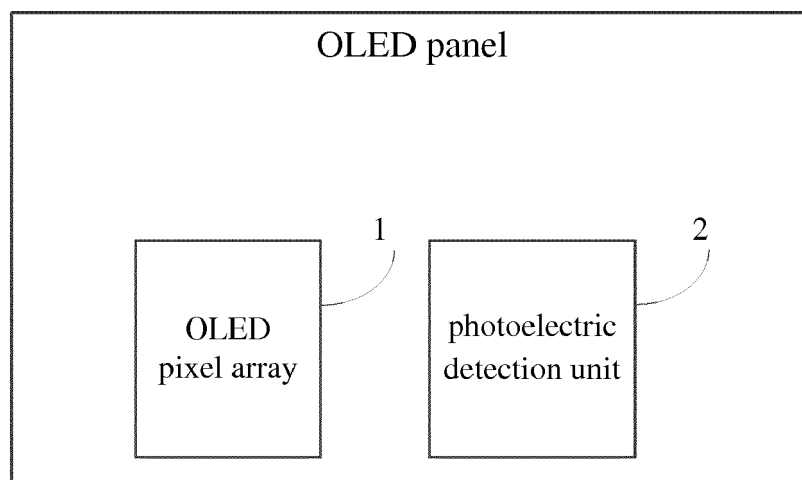 OLED panel
1
2
OLED
pixel array
photoelectric
detection unit